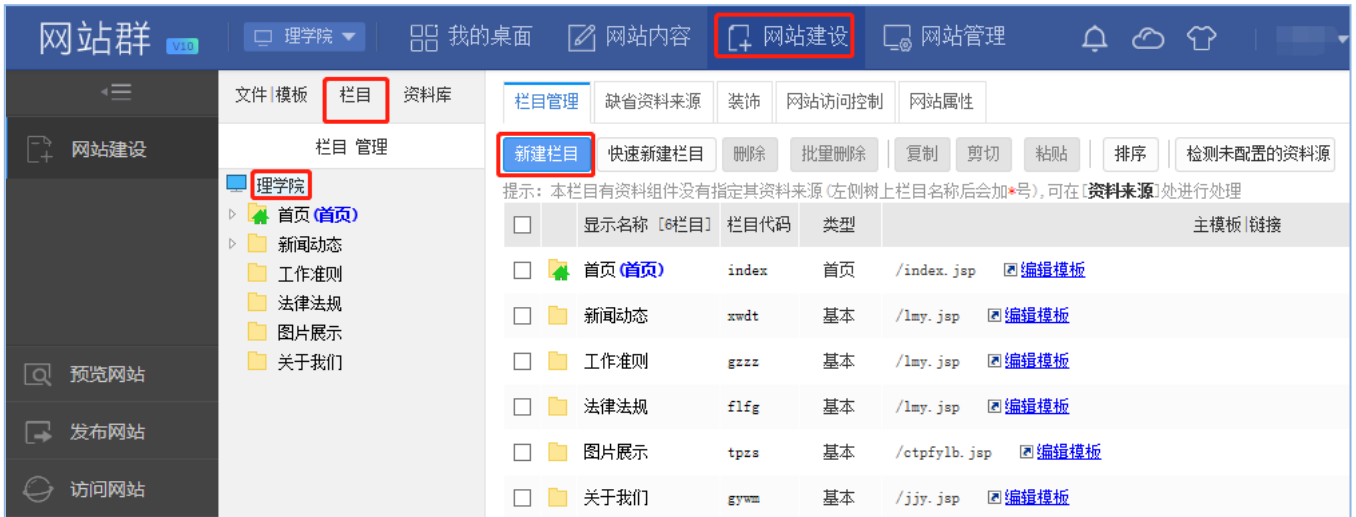 网站群 V10 理学院 我的桌面 网站内容 网站建设 网站管理
文件|模板 栏目 资料库
栏目管理 缺省资料来源 装饰 网站访问控制 网站属性
网站建设
栏目 管理
新建栏目 快速新建栏目 删除 批量删除 复制 剪切 粘贴 排序 检测未配置的资料源
理学院
提示: 本栏目有资料组件没有指定其资料来源(左侧树上栏目名称后会加*号),可在[资料来源]处进行处理
首页(首页)
新闻动态
工作准则
法律法规
图片展示
关于我们
显示名称 [6栏目] 栏目代码 类型 主模板|链接
首页(首页) index 首页 /index.jsp 编辑模板
新闻动态 xwdt 基本 /lmy.jsp 编辑模板
工作准则 gzzz 基本 /lmy.jsp 编辑模板
法律法规 flfg 基本 /lmy.jsp 编辑模板
图片展示 tpzs 基本 /ctpfylb.jsp 编辑模板
关于我们 gywm 基本 /jjy.jsp 编辑模板
预览网站
发布网站
访问网站